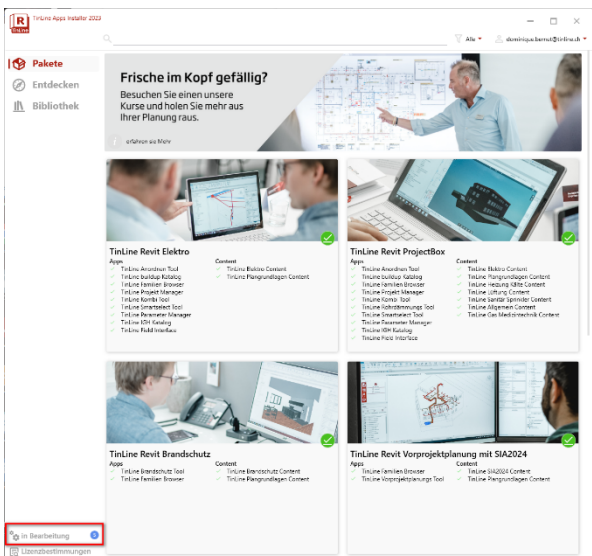 R
TinLine
TinLine Apps Installer 2023
Alle
dominique.bernet@tinline.ch
Pakete
Entdecken
Bibliothek
Frische im Kopf gefällig?
Besuchen Sie einen unsere
Kurse und holen Sie mehr aus
Ihrer Planung raus.
erfahren sie Mehr
TinLine Revit Elektro
Apps
TinLine Anordnen Tool
TinLine buildup Katalog
TinLine Familien Browser
TinLine Projekt Manager
TinLine Kombi Tool
TinLine Smartselect Tool
TinLine Parameter Manager
TinLine IGH Katalog
TinLine Field Interface
Content
TinLine Elektro Content
TinLine Plangrundlagen Content
TinLine Revit ProjectBox
Apps
TinLine Anordnen Tool
TinLine buildup Katalog
TinLine Familien Browser
TinLine Projekt Manager
TinLine Kombi Tool
TinLine Rohrdämmungs Tool
TinLine Smartselect Tool
TinLine Parameter Manager
TinLine IGH Katalog
TinLine Field Interface
Content
TinLine Elektro Content
TinLine Plangrundlagen Content
TinLine Heizung Kälte Content
TinLine Lüftung Content
TinLine Sanitär Sprinkler Content
TinLine Allgemein Content
TinLine Gas Medizintechnik Content
TinLine Revit Brandschutz
Apps
TinLine Brandschutz Tool
TinLine Familien Browser
Content
TinLine Brandschutz Content
TinLine Plangrundlagen Content
TinLine Revit Vorprojektplanung mit SIA2024
Apps
TinLine Familien Browser
TinLine Vorprojektplanungs Tool
Content
TinLine SIA2024 Content
TinLine Plangrundlagen Content
in Bearbeitung
Lizenzbestimmungen